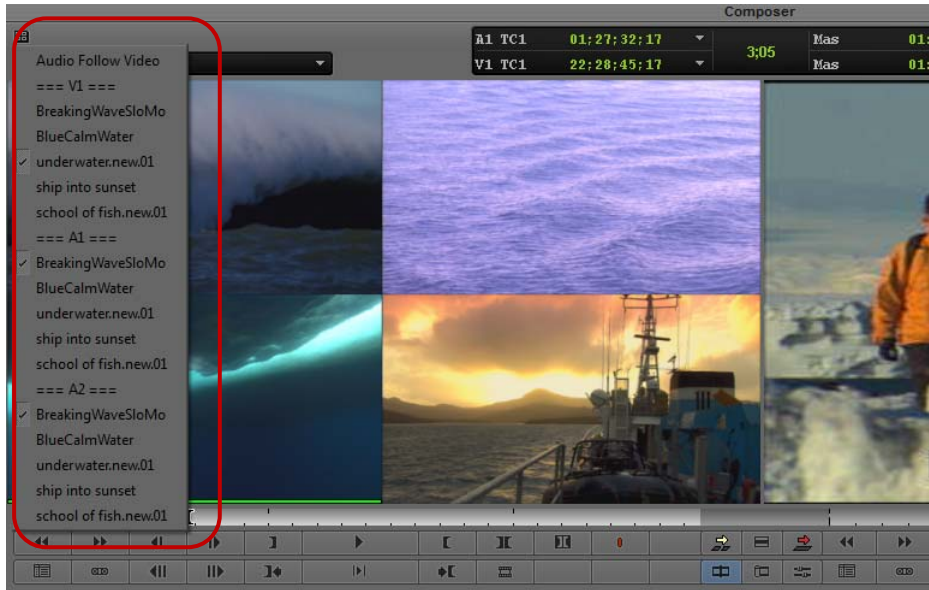 Composer
A1 TC1 01;27;32;17
V1 TC1 22;28;45;17
3;05
Mas 01;
Mas 01;
Audio Follow Video
=== V1 ===
BreakingWaveSloMo
BlueCalmWater
underwater.new.01
ship into sunset
school of fish.new.01
=== A1 ===
BreakingWaveSloMo
BlueCalmWater
underwater.new.01
ship into sunset
school of fish.new.01
=== A2 ===
BreakingWaveSloMo
BlueCalmWater
underwater.new.01
ship into sunset
school of fish.new.01
0